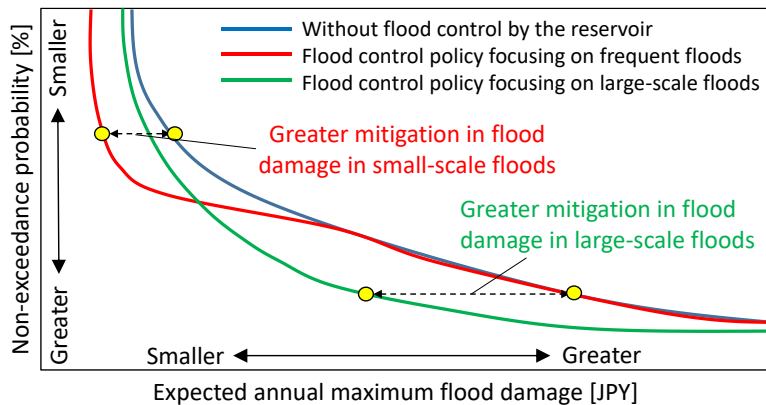 Without flood control by the reservoir
Flood control policy focusing on frequent floods
Flood control policy focusing on large-scale floods
Non-exceedance probability [%]
Smaller
Greater
Greater mitigation in flood
damage in small-scale floods
Greater mitigation in flood
damage in large-scale floods
Smaller
Greater
Expected annual maximum flood damage [JPY]